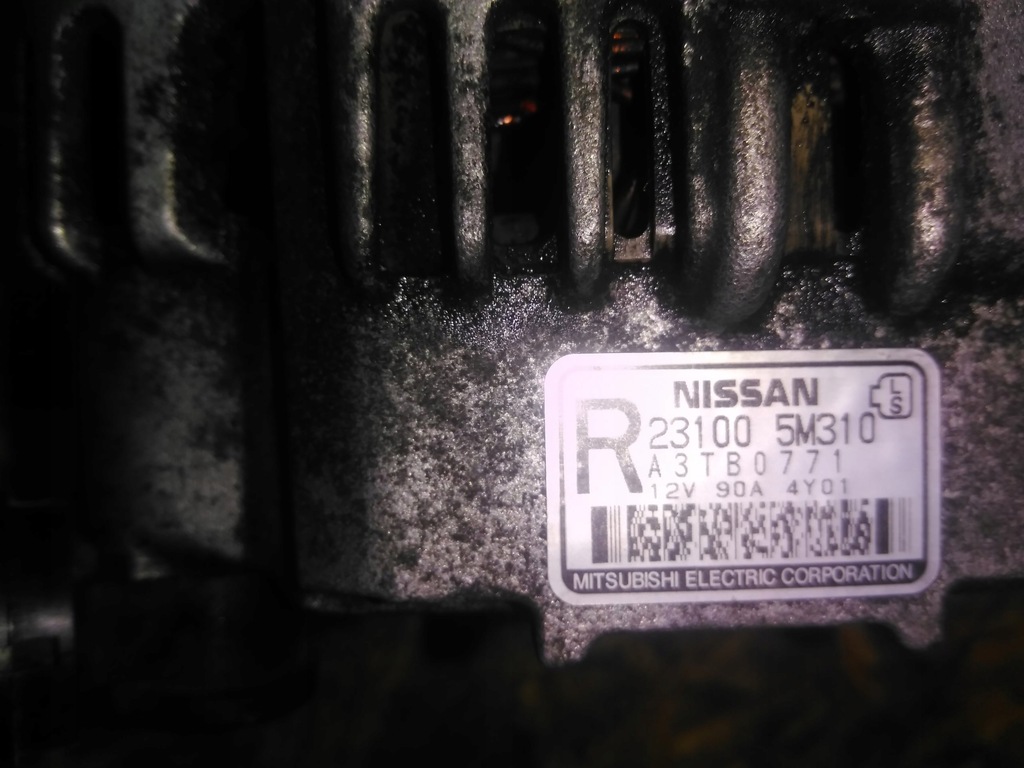 NISSAN
L
S
R
23100 5M310
A3TB0771
12V 90A 4Y01
MITSUBISHI ELECTRIC CORPORATION